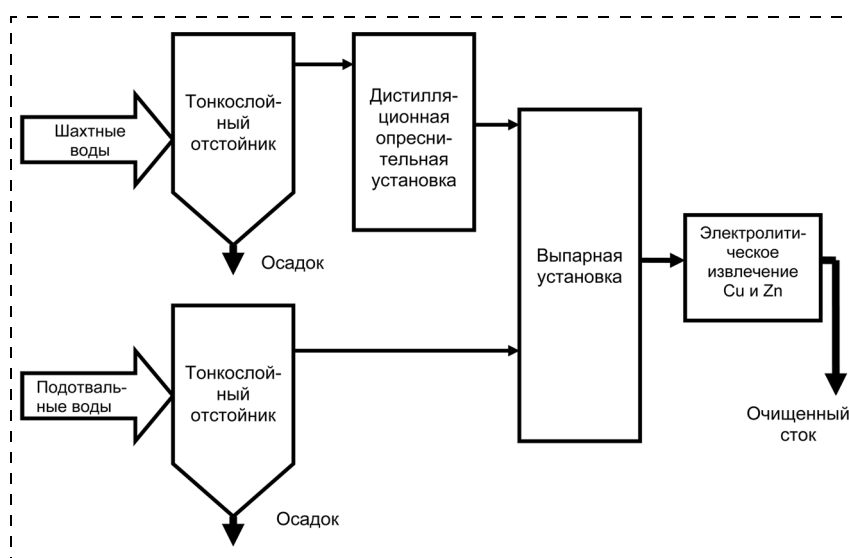 Шахтные
воды
Тонкослой-
ный
отстойник
Осадок
Дистилля-
ционная
опресни-
тельная
установка
Подотваль-
ные воды
Тонкослой-
ный
отстойник
Осадок
Выпарная
установка
Электролити-
ческое
извлечение
Cu и Zn
Очищенный
сток